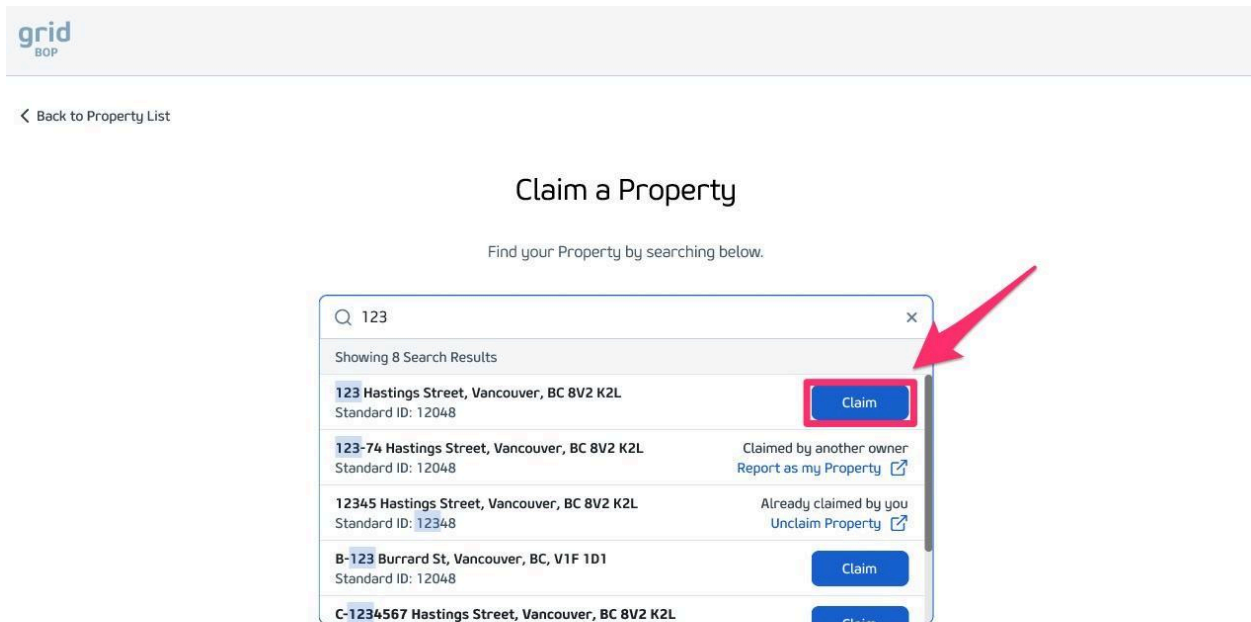 grid
BOP
Back to Property List
Claim a Property
Find your Property by searching below.
123
Showing 8 Search Results
123 Hastings Street, Vancouver, BC 8V2 K2L
Claim
Standard ID: 12048
123-74 Hastings Street, Vancouver, BC 8V2 K2L
Claimed by another owner
Standard ID: 12048
Report as my Property
12345 Hastings Street, Vancouver, BC 8V2 K2L
Already claimed by you
Standard ID: 12348
Unclaim Property
B-123 Burrard St, Vancouver, BC, V1F 1D1
Claim
Standard ID: 12048
C-1234567 Hastings Street, Vancouver, BC 8V2 K2L
Claim